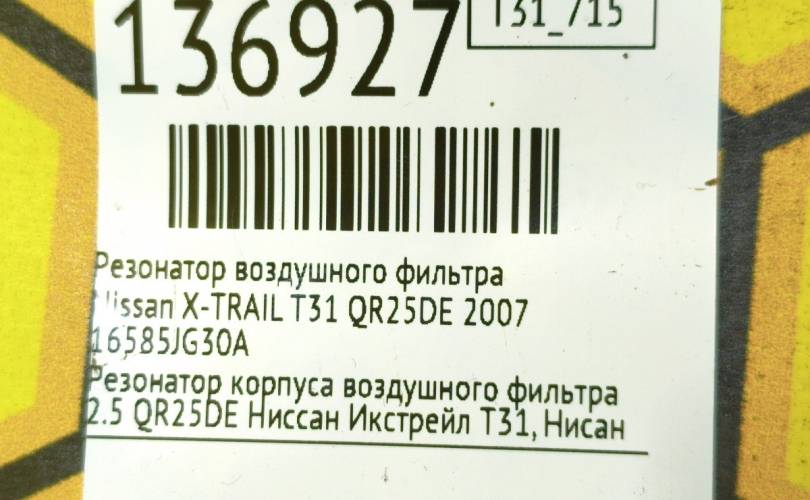 136927
T31_715
Резонатор воздушного фильтра
Nissan X-TRAIL T31 QR25DE 2007
16585JG30A
Резонатор корпуса воздушного фильтра
2.5 QR25DE Ниссан Икстрейл Т31, Нисан